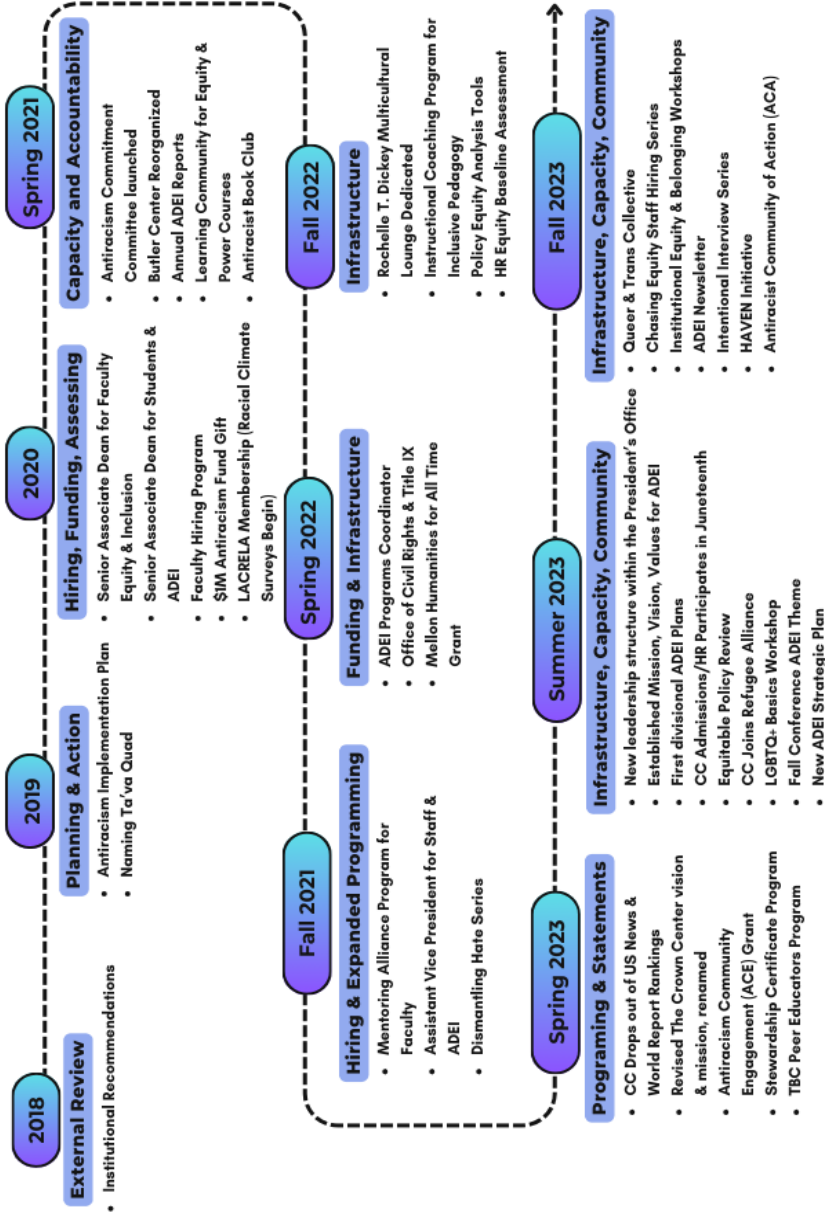 2018
External Review
• Institutional Recommendations
2019
Planning & Action
• Antiracism Implementation Plan
• Naming Ta'va Quad
2020
Hiring, Funding, Assessing
• Senior Associate Dean for Faculty
Equity & Inclusion
• Senior Associate Dean for Students &
ADEI
• Faculty Hiring Program
• $1M Antiracism Fund Gift
• LACRELA Membership (Racial Climate
Surveys Begin)
Spring 2021
Capacity and Accountability
• Antiracism Commitment
Committee launched
• Butler Center Reorganized
• Annual ADEI Reports
• Learning Community for Equity &
Power Courses
• Antiracist Book Club
Fall 2021
Hiring & Expanded Programming
• Mentoring Alliance Program for
Faculty
• Assistant Vice President for Staff &
ADEI
• Dismantling Hate Series
Spring 2022
Funding & Infrastructure
• ADEI Programs Coordinator
• Office of Civil Rights & Title IX
• Mellon Humanities for All Time
Grant
Fall 2022
Infrastructure
• Rochelle T. Dickey Multicultural
Lounge Dedicated
• Instructional Coaching Program for
Inclusive Pedagogy
• Policy Equity Analysis Tools
• HR Equity Baseline Assessment
Spring 2023
Programing & Statements
• CC Drops out of US News &
World Report Rankings
• Revised The Crown Center vision
& mission, renamed
• Antiracism Community
Engagement (ACE) Grant
• Stewardship Certificate Program
• TBC Peer Educators Program
Summer 2023
Infrastructure, Capacity, Community
• New leadership structure within the President's Office
• Established Mission, Vision, Values for ADEI
• First divisional ADEI Plans
• CC Admissions/HR Participates in Juneteenth
• Equitable Policy Review
• CC Joins Refugee Alliance
• LGBTQ+ Basics Workshop
• Fall Conference ADEI Theme
• New ADEI Strategic Plan
Fall 2023
Infrastructure, Capacity, Community
• Queer & Trans Collective
• Chasing Equity Staff Hiring Series
• Institutional Equity & Belonging Workshops
• ADEI Newsletter
• Intentional Interview Series
• HAVEN Initiative
• Antiracist Community of Action (ACA)